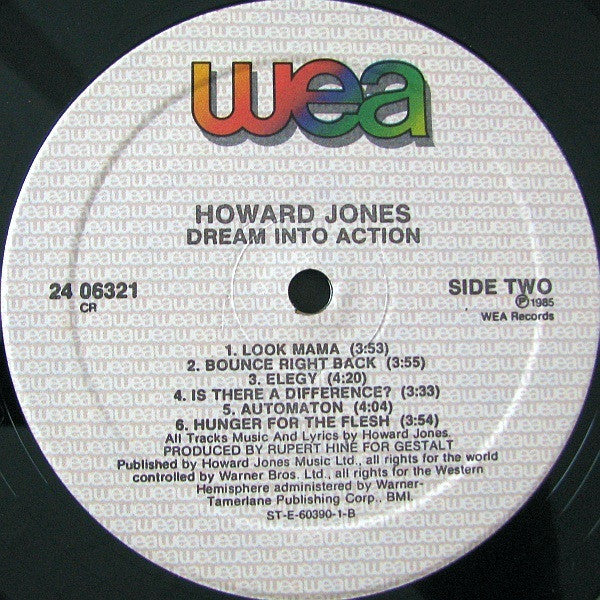 wea
HOWARD JONES
DREAM INTO ACTION
24 06321
CR
SIDE TWO
℗1985
WEA Records
1. LOOK MAMA (3:53)
2. BOUNCE RIGHT BACK (3:55)
3. ELEGY (4:20)
4. IS THERE A DIFFERENCE? (3:33)
5. AUTOMATON (4:04)
6. HUNGER FOR THE FLESH (3:54)
All Tracks Music And Lyrics by Howard Jones.
PRODUCED BY RUPERT HINE FOR GESTALT
Published by Howard Jones Music Ltd., all rights for the world
controlled by Warner Bros. Ltd., all rights for the Western
Hemisphere administered by Warner-
Tamerlane Publishing Corp., BMI.
ST-E-60390-1-B